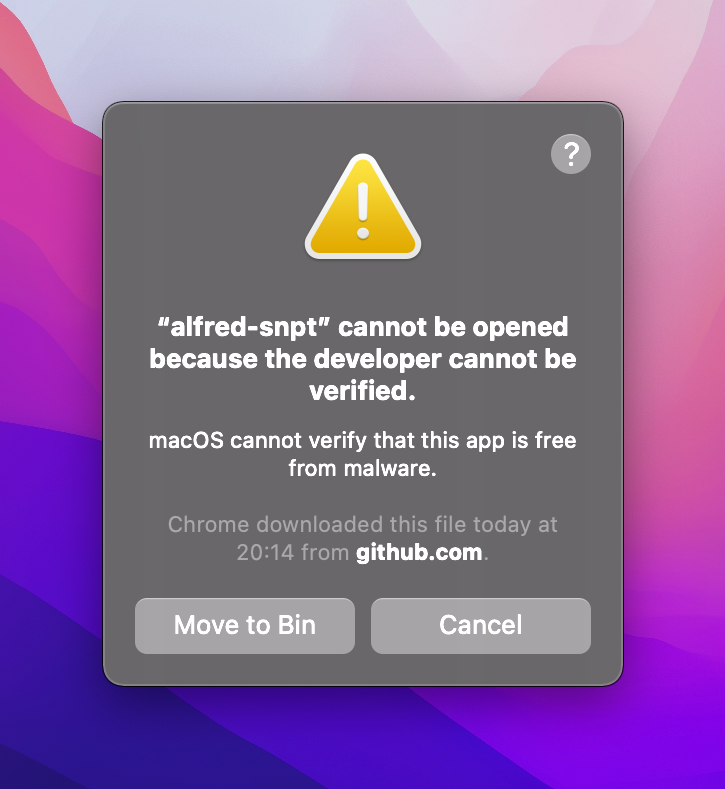 ?
“alfred-snpt” cannot be opened
because the developer cannot be
verified.
macOS cannot verify that this app is free
from malware.
Chrome downloaded this file today at
20:14 from github.com.
Move to Bin
Cancel